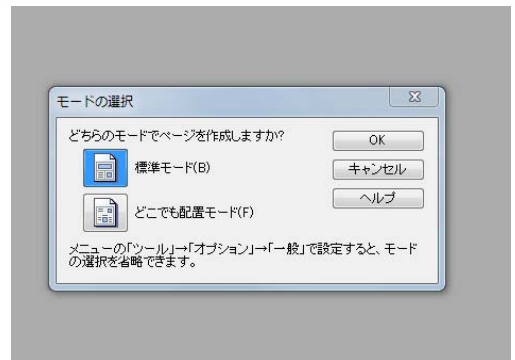 モードの選択
どちらのモードでページを作成しますか?
OK
標準モード(B)
キャンセル
ヘルプ
どこでも配置モード(F)
メニューの「ツール」→「オプション」→「一般」で設定すると、モード
の選択を省略できます。